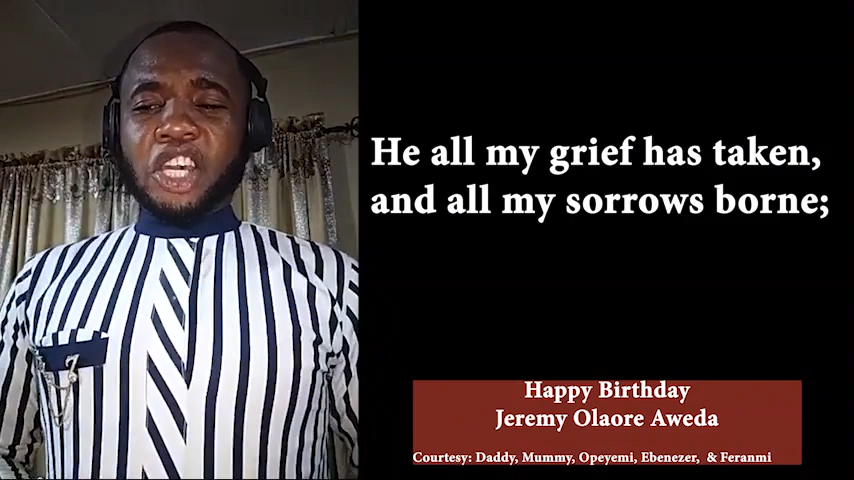 He all my grief has taken,
and all my sorrows borne;
Happy Birthday
Jeremy Olaore Aweda
Courtesy: Daddy, Mummy, Opeyemi, Ebenezer, & Feranmi